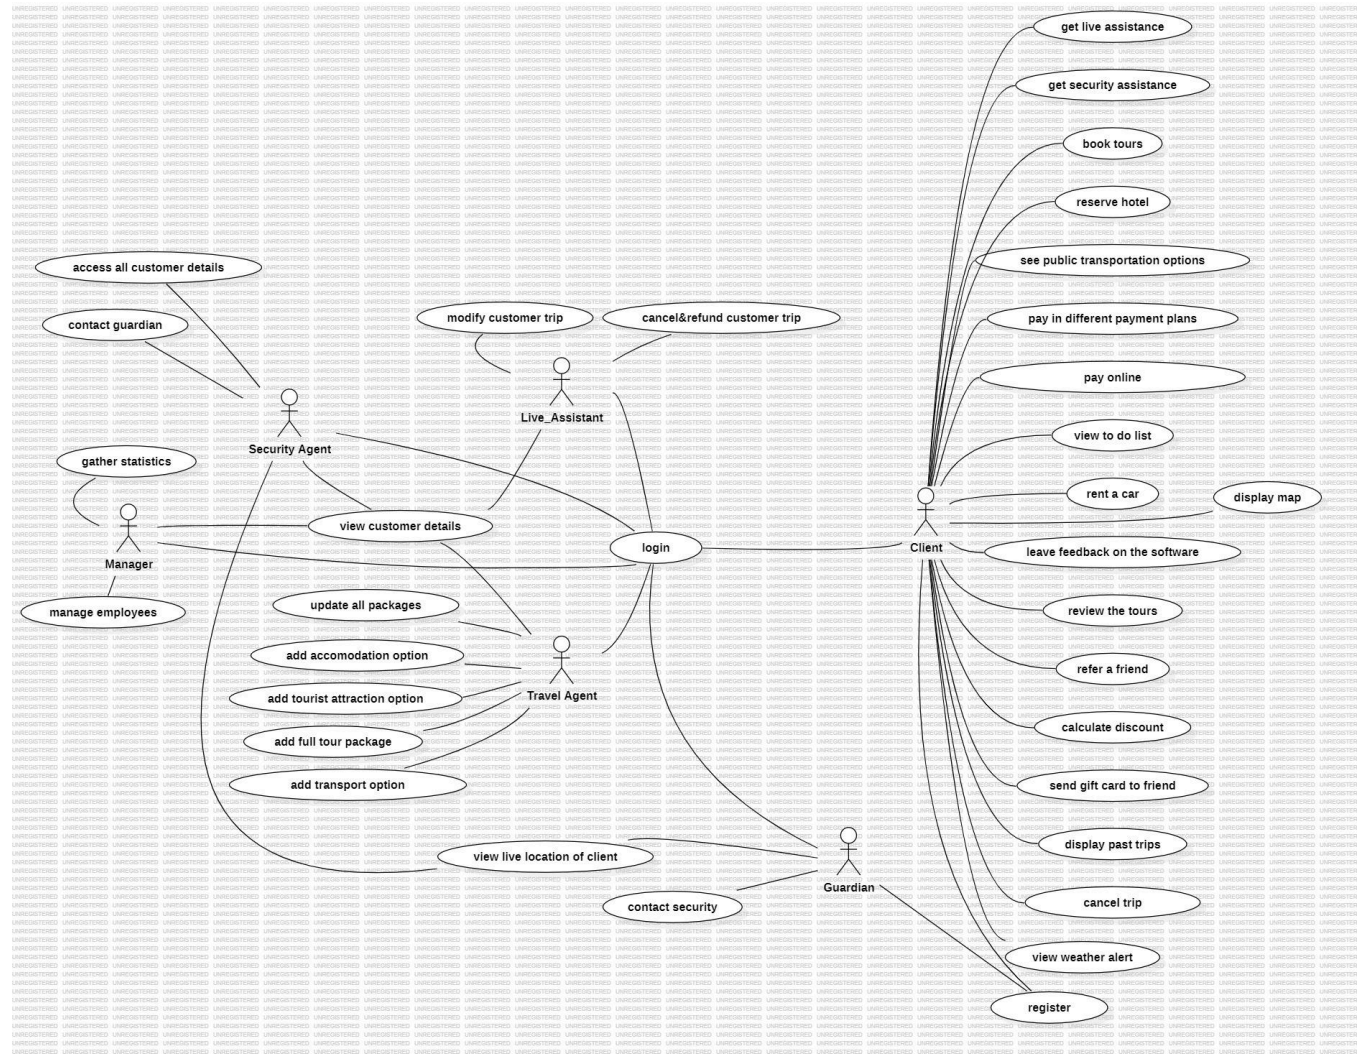 get live assistance
get security assistance
book tours
reserve hotel
see public transportation options
access all customer details
modify customer trip
cancel&refund customer trip
pay in different payment plans
contact guardian
pay online
Live_Assistant
view to do list
Security Agent
gather statistics
rent a car
display map
view customer details
login
Client
leave feedback on the software
Manager
manage employees
update all packages
review the tours
add accomodation option
refer a friend
add tourist attraction option
Travel Agent
calculate discount
add full tour package
add transport option
send gift card to friend
display past trips
view live location of client
Guardian
contact security
cancel trip
view weather alert
register
UNREGISTERED